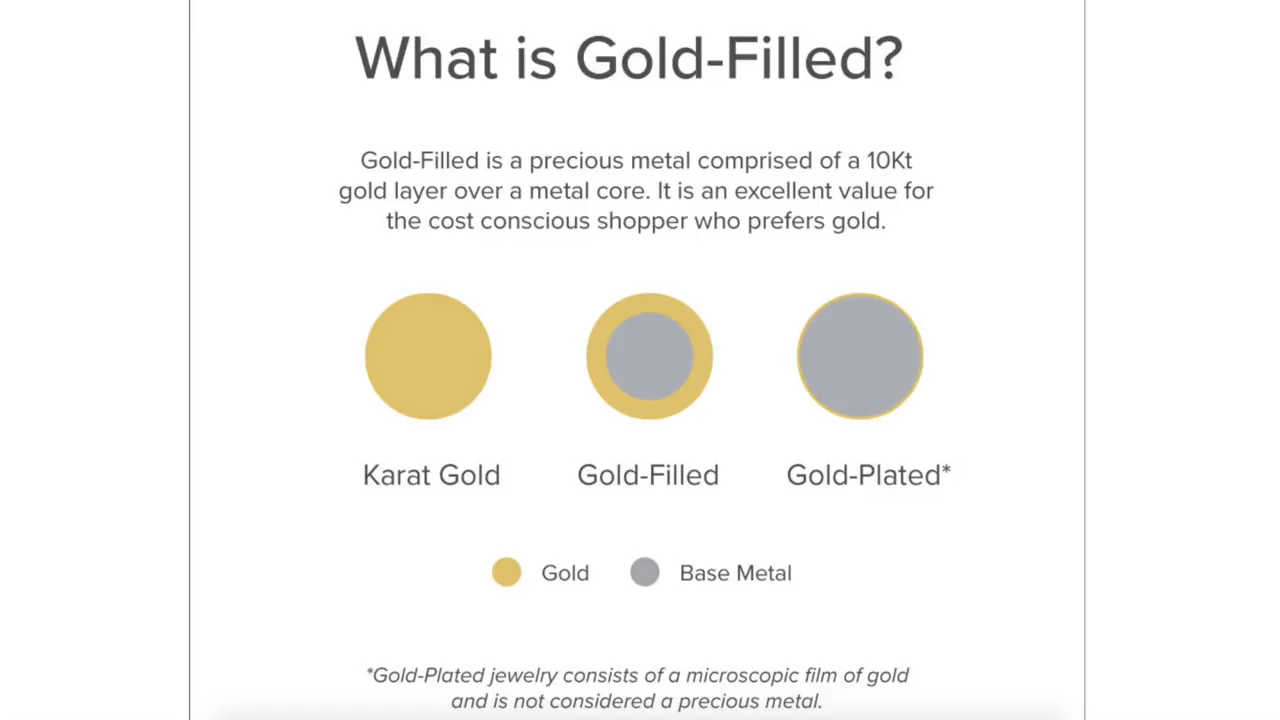 What is Gold-Filled?
Gold-Filled is a precious metal comprised of a 10Kt
gold layer over a metal core. It is an excellent value for
the cost conscious shopper who prefers gold.
Karat Gold
Gold-Filled
Gold-Plated*
Gold
Base Metal
*Gold-Plated jewelry consists of a microscopic film of gold
and is not considered a precious metal.